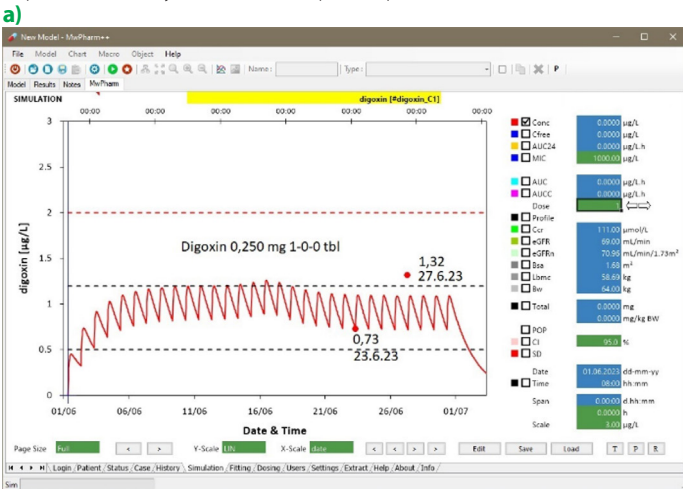 a)
New Model - MwPharm++
File Model Chart Macro Object Help
Name: Type: P
Model Results Notes MwPharm
SIMULATION digoxin [#digoxin_C1]
00:00 00:00 00:00 00:00 00:00 00:00 00:00
3
2.5
2
1.5
1
0.5
0
digoxin [µg/L]
Digoxin 0,250 mg 1-0-0 tbl
1,32
27.6.23
0,73
23.6.23
01/06 06/06 11/06 16/06 21/06 26/06 01/07
Date & Time
Conc 0.0000 µg/L
Cfree 0.0000 µg/L
AUC24 0.0000 µg/L.h
MIC 1000.00 µg/L
AUC 0.0000 µg/L.h
AUCC 0.0000 µg/L.h
Dose 1
Profile
Ccr 111.00 µmol/L
eGFR 69.00 mL/min
eGFRn 70.95 mL/min/1.73m²
Bsa 1.68 m²
Lbmc 58.69 kg
Bw 64.00 kg
Total 0.0000 mg
0.0000 mg/kg BW
POP
CI 95.0 %
SD
Date 01.06.2023 dd-mm-yy
Time 08:00 hh:mm
Span 0.00:00 d.hh:mm
0.0000 h
Scale 3.00 µg/L
Page Size Full < > Y-Scale LIN X-Scale date < < > > Edit Save Load T P R
Login Patient Status Case History Simulation Fitting Dosing Users Settings Extract Help About Info
Sim